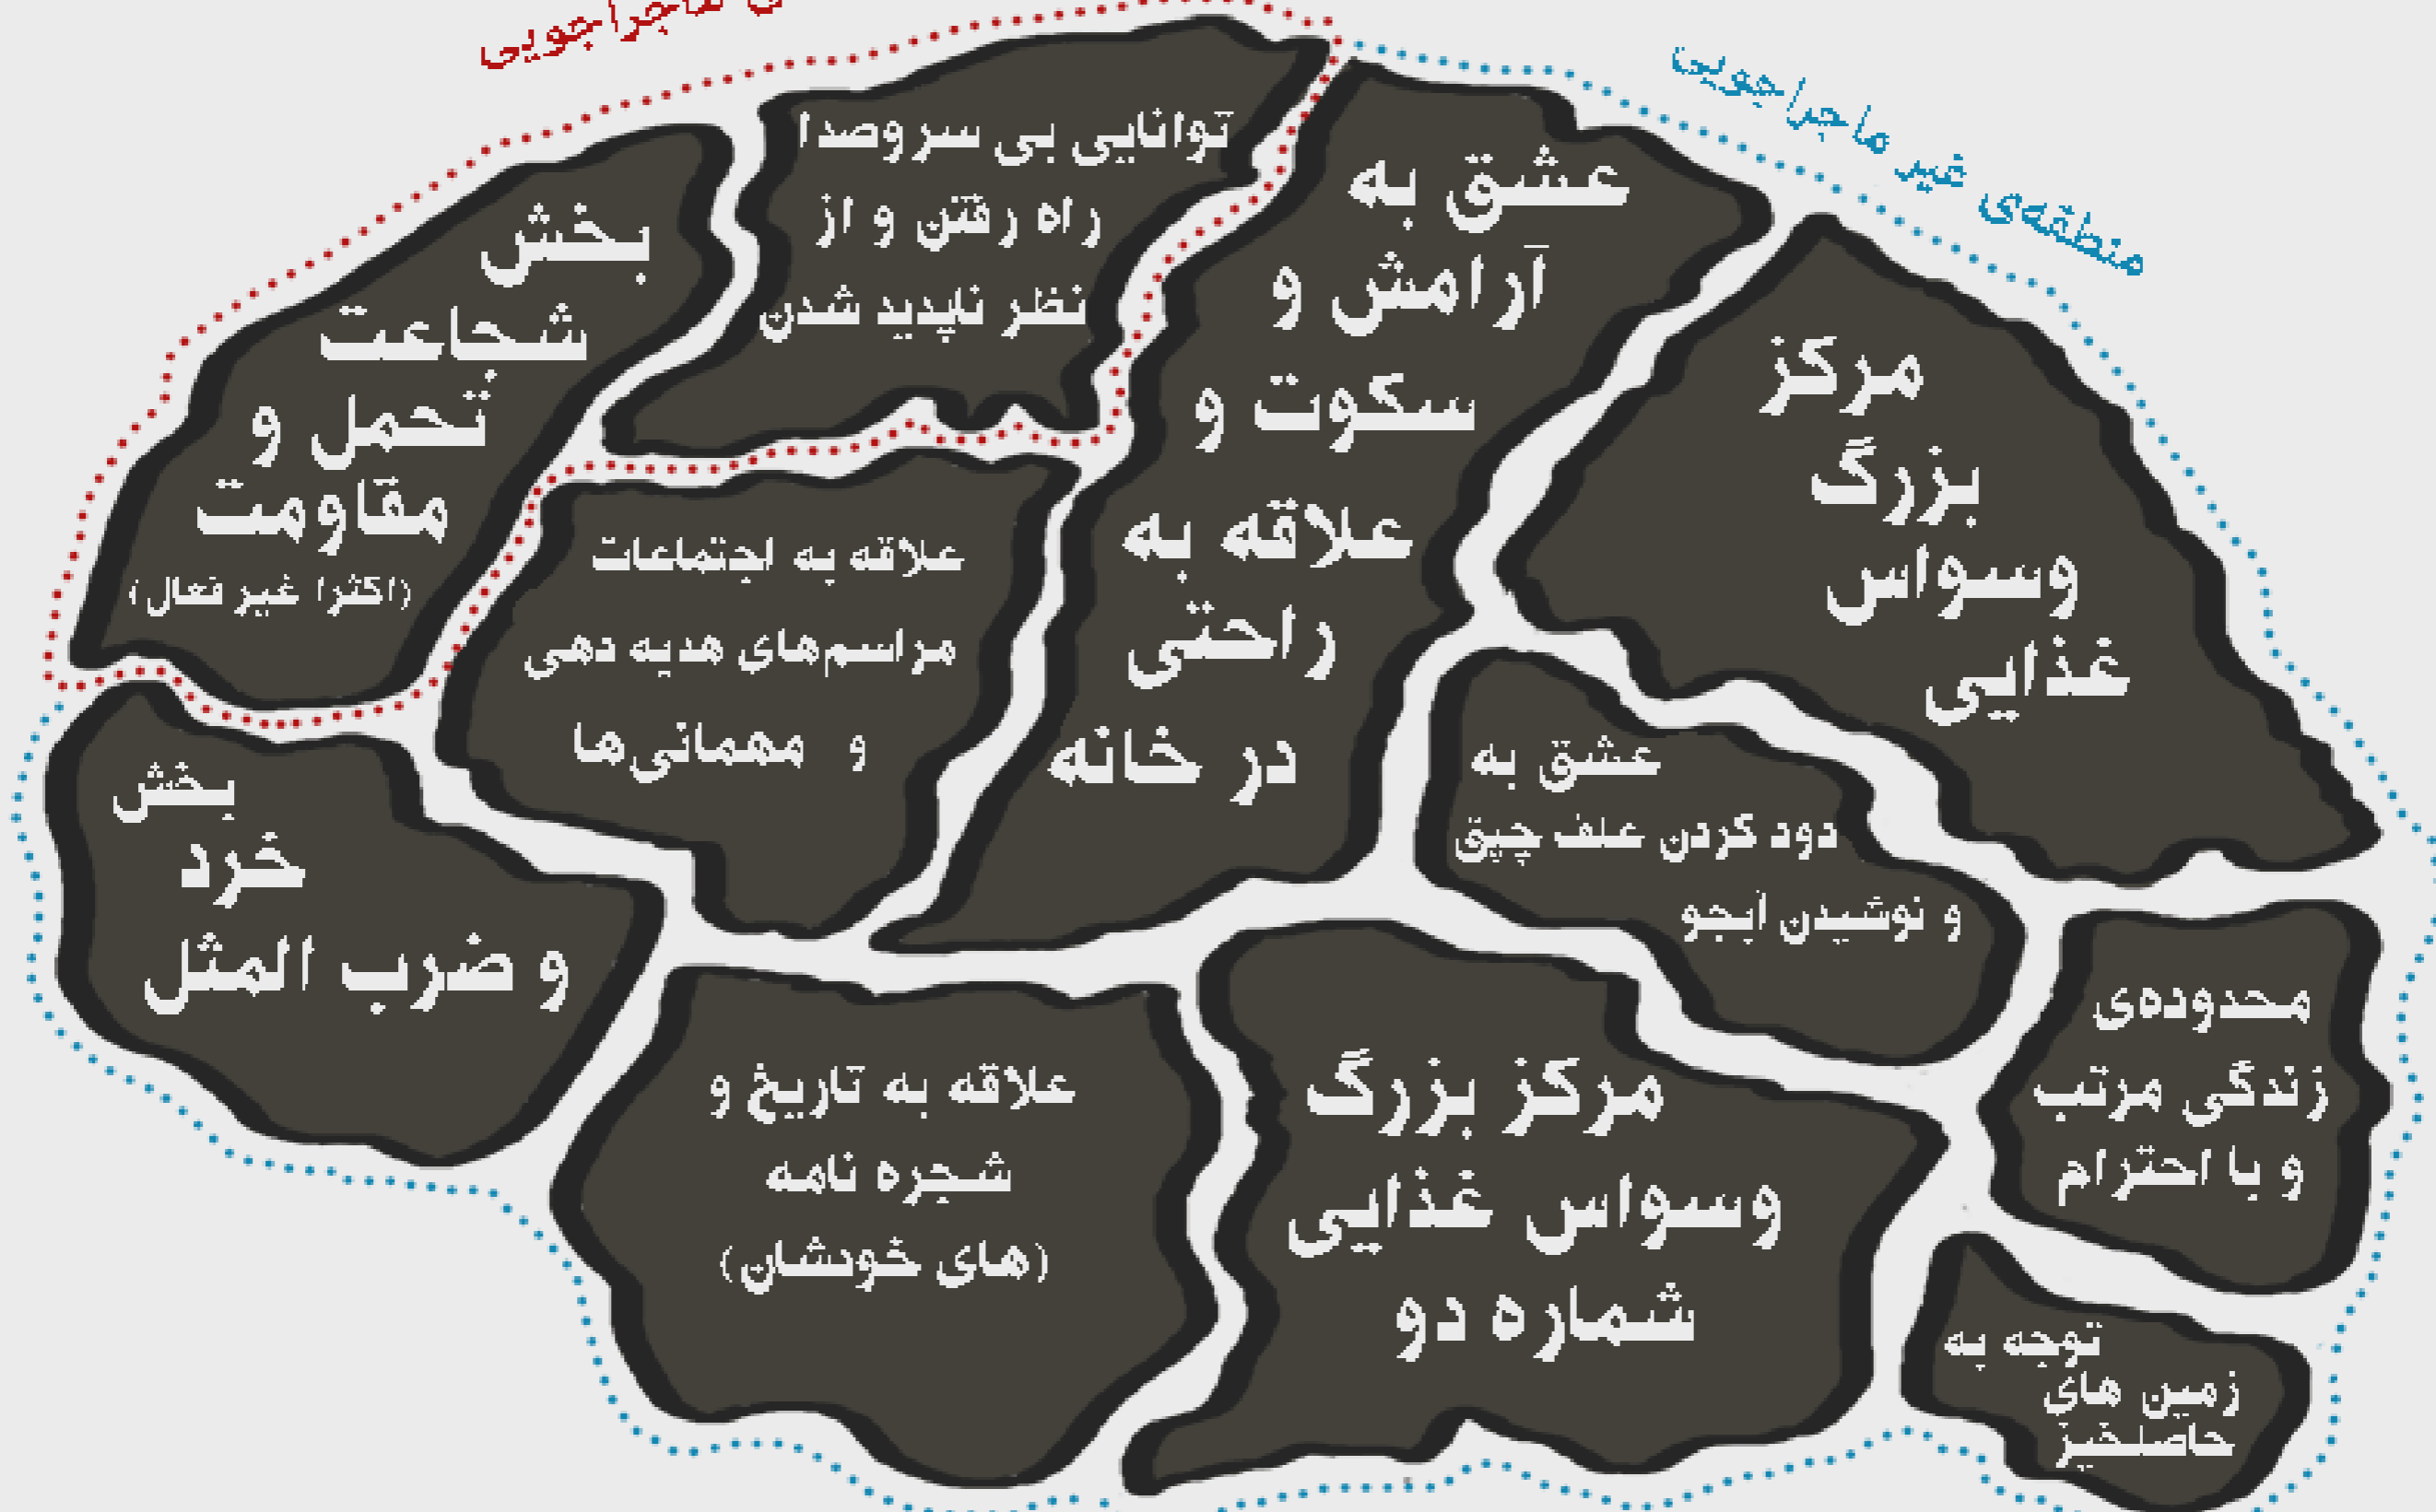 ماجراجویی
منطقه‌ی غیر ماجراجویی
توانایی بی سروصدا
راه رفتن و از
نظر ناپدید شدن
بخش
شجاعت
تحمل و
مقاومت
(اکثرا غیر فعال)
عشق به
آرامش و
سکوت و
علاقه به
راحتی
در خانه
مرکز
بزرگ
وسواس
غذایی
علاقه به اجتماعات
مراسم‌های هدیه دهی
و مهمانی‌ها
عشق به
دود کردن علف چپق
و نوشیدن آبجو
بخش
خرد
و ضرب المثل
محدوده‌ی
زندگی مرتب
و با احترام
علاقه به تاریخ و
شجره نامه
(های خودشان)
مرکز بزرگ
وسواس غذایی
شماره دو
توجه به
زمین های
حاصلخیز